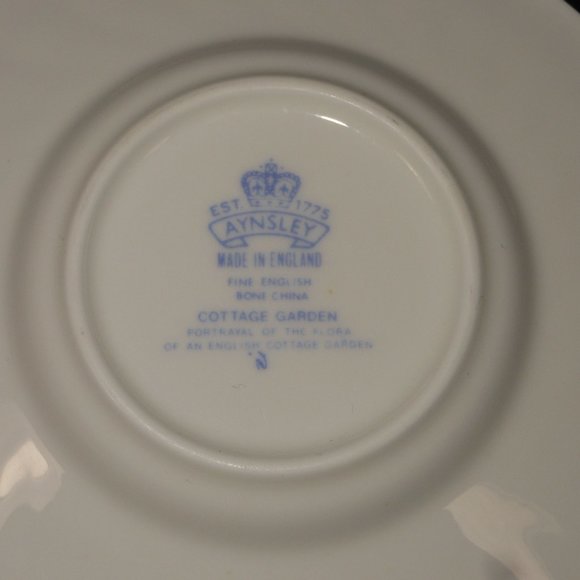 EST. 1775
AYNSLEY
MADE IN ENGLAND
FINE ENGLISH
BONE CHINA
COTTAGE GARDEN
PORTRAYAL OF THE FLORA
OF AN ENGLISH COTTAGE GARDEN